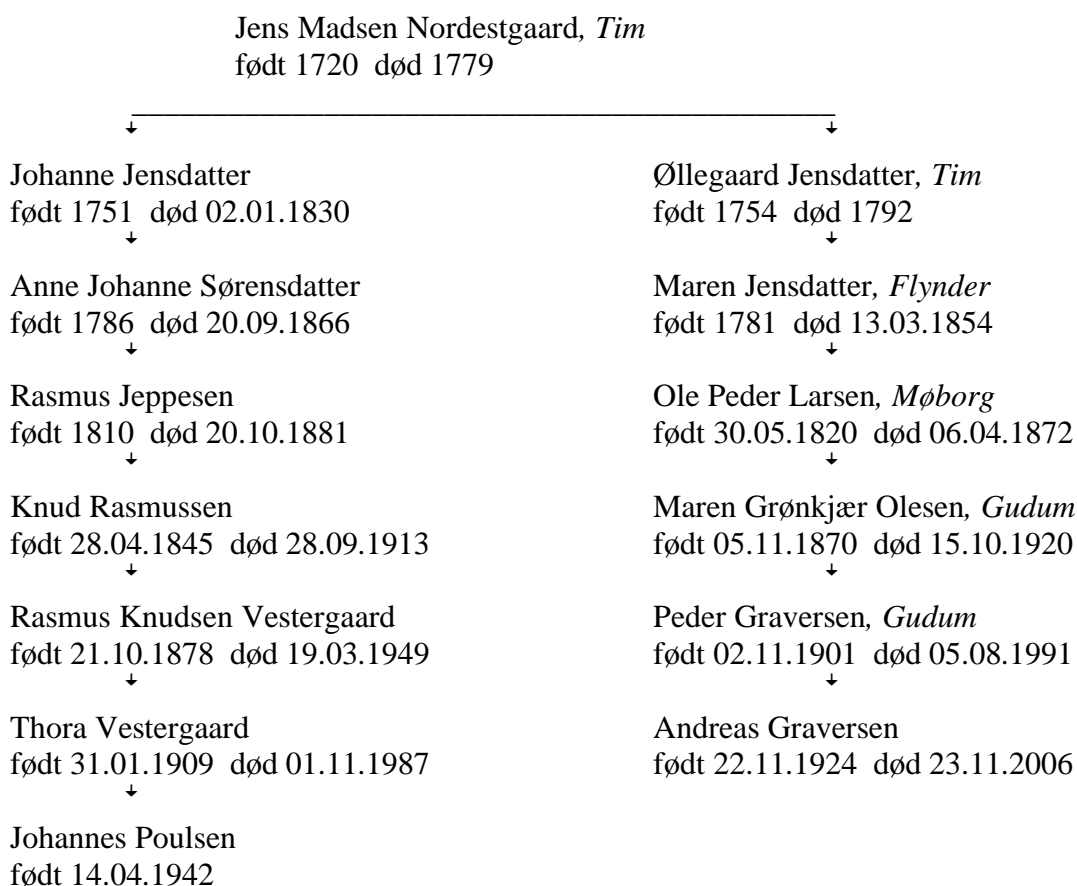 Jens Madsen Nordestgaard, Tim
født 1720 død 1779
Johanne Jensdatter
født 1751 død 02.01.1830
Øllegaard Jensdatter, Tim
født 1754 død 1792
Anne Johanne Sørensdatter
født 1786 død 20.09.1866
Maren Jensdatter, Flynder
født 1781 død 13.03.1854
Rasmus Jeppesen
født 1810 død 20.10.1881
Ole Peder Larsen, Møborg
født 30.05.1820 død 06.04.1872
Knud Rasmussen
født 28.04.1845 død 28.09.1913
Maren Grønkjær Olesen, Gudum
født 05.11.1870 død 15.10.1920
Rasmus Knudsen Vestergaard
født 21.10.1878 død 19.03.1949
Peder Graversen, Gudum
født 02.11.1901 død 05.08.1991
Thora Vestergaard
født 31.01.1909 død 01.11.1987
Andreas Graversen
født 22.11.1924 død 23.11.2006
Johannes Poulsen
født 14.04.1942